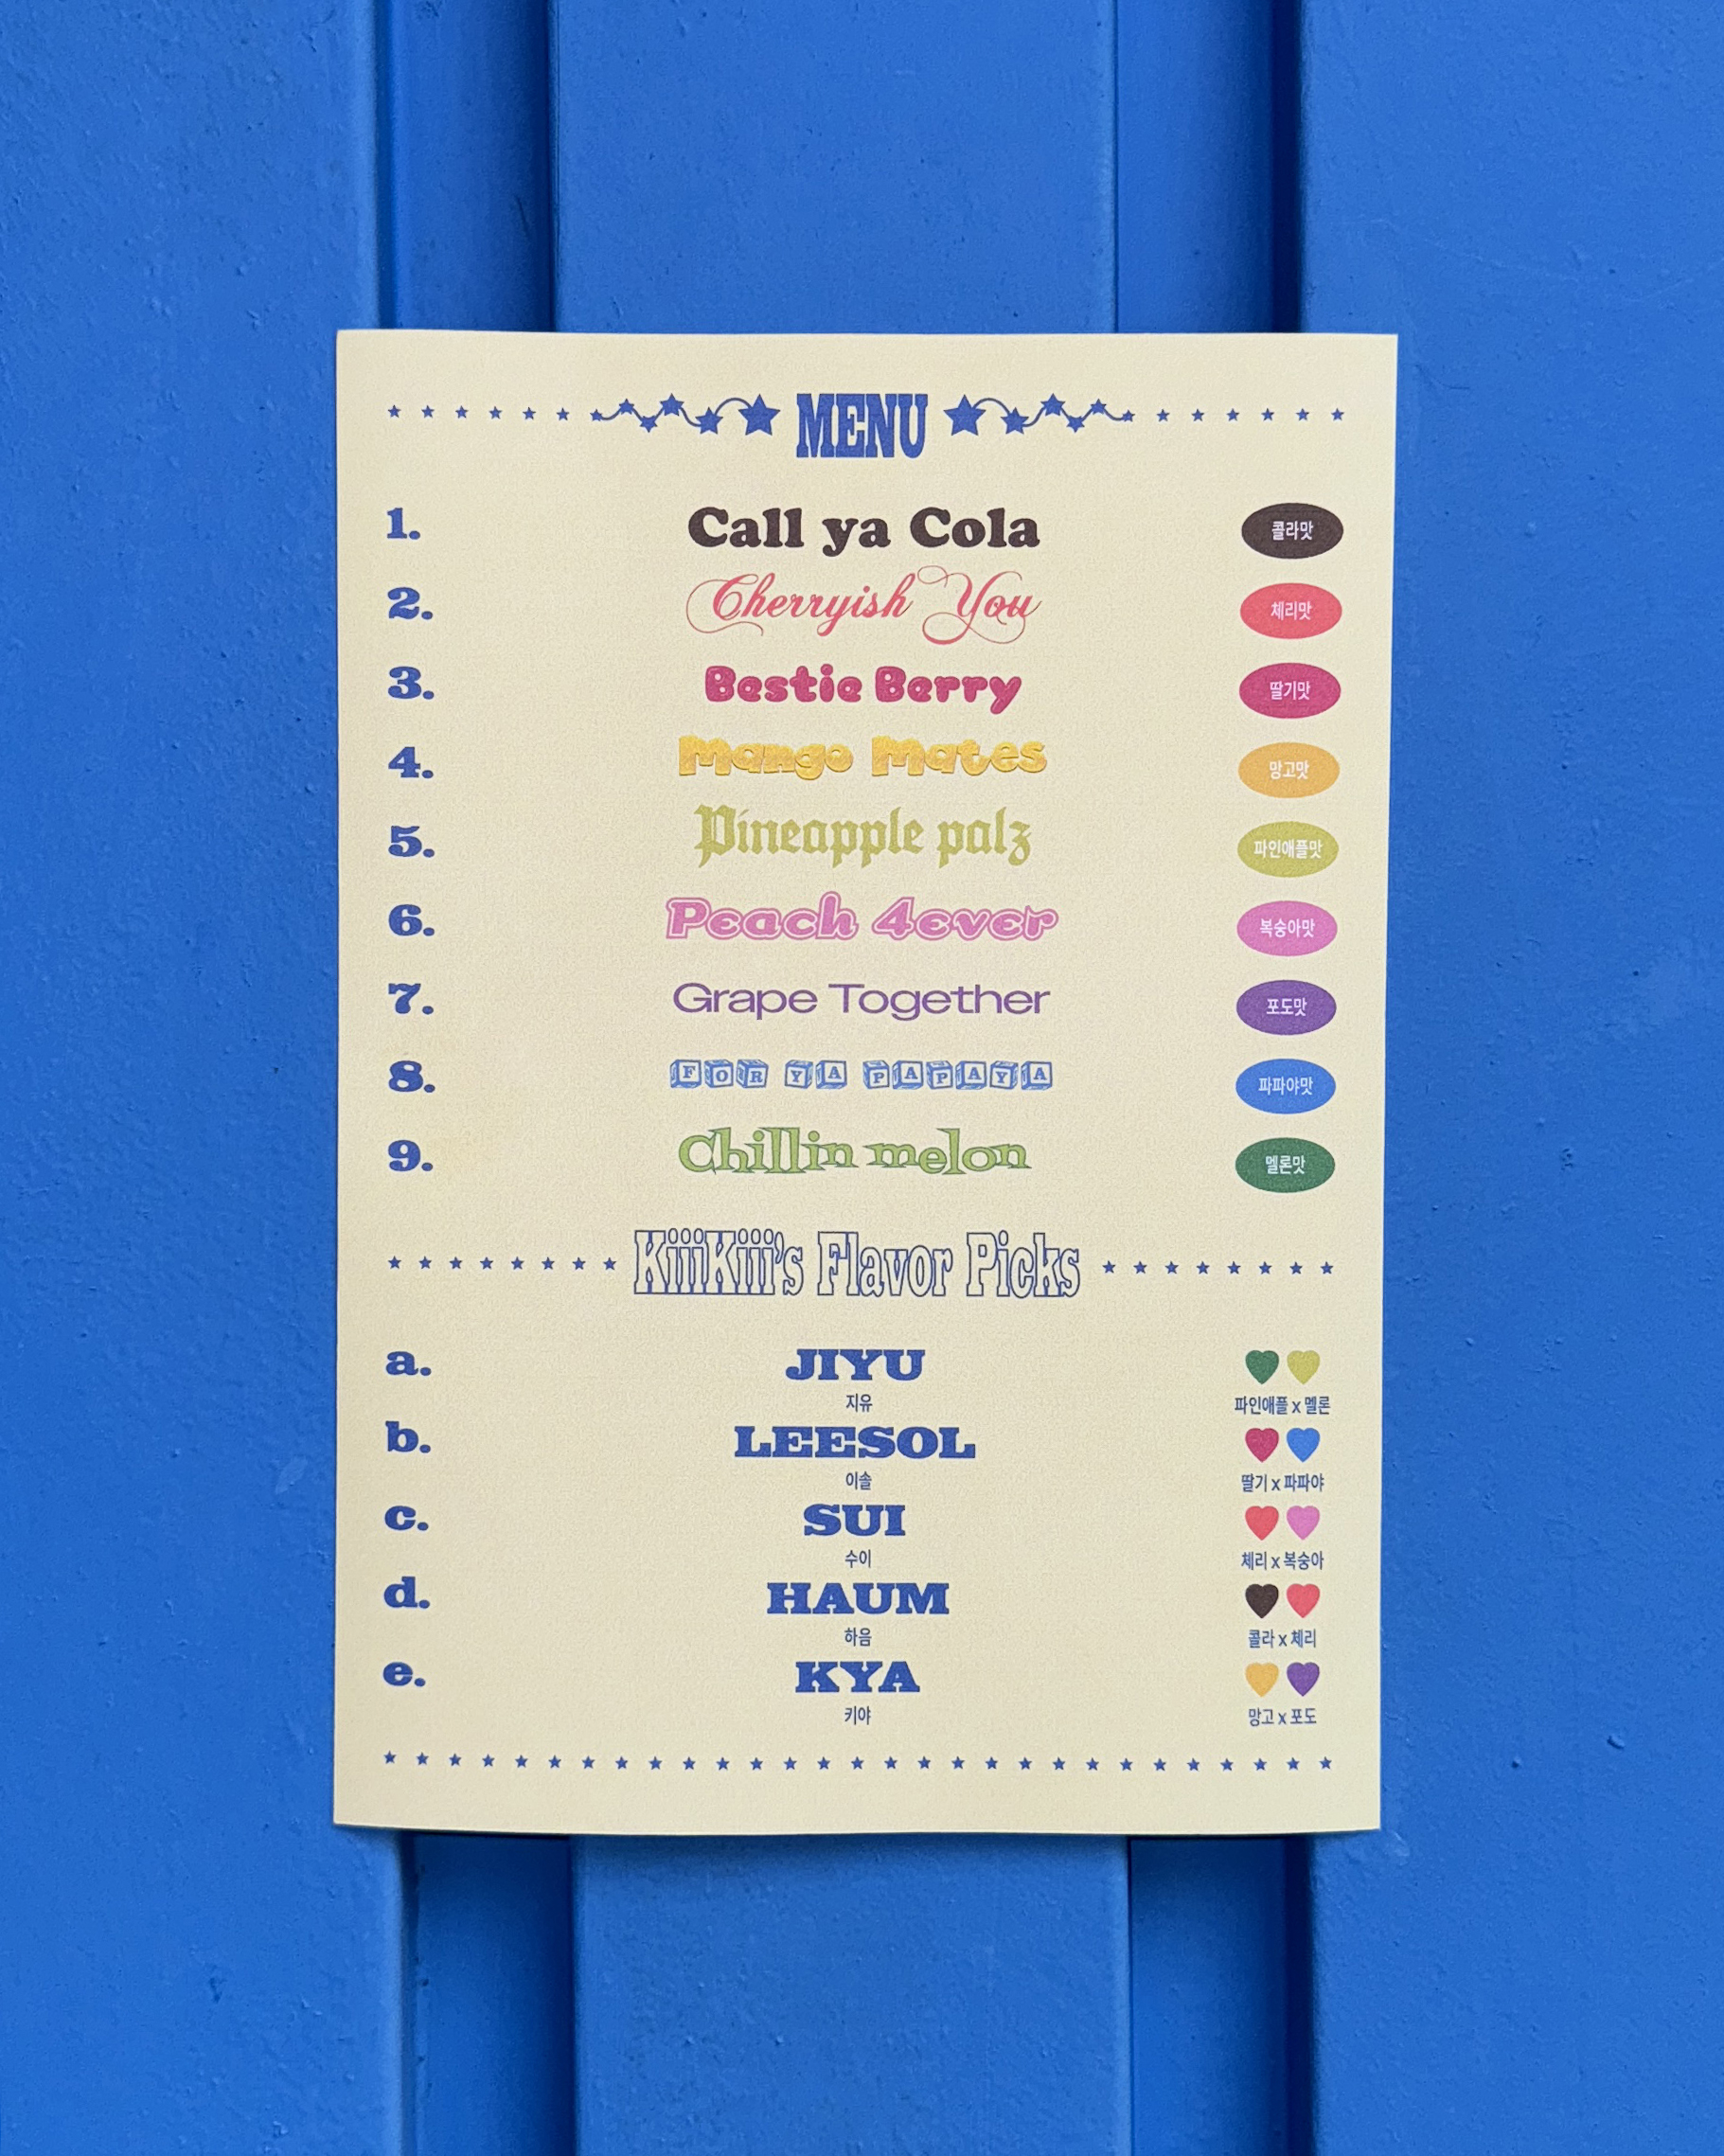 MENU
1. Call ya Cola 콜라맛
2. Cherryish You 체리맛
3. Bestie Berry 딸기맛
4. Mango Mates 망고맛
5. Pineapple palz 파인애플맛
6. Peach 4ever 복숭아맛
7. Grape Together 포도맛
8. FOR YA PAPAYA 파파야맛
9. Chillin melon 멜론맛
KiiiKiii's Flavor Picks
a. JIYU
지유 파인애플 x 멜론
b. LEESOL
이솔 딸기 x 파파야
c. SUI
수이 체리 x 복숭아
d. HAUM
하음 콜라 x 체리
e. KYA
키야 망고 x 포도